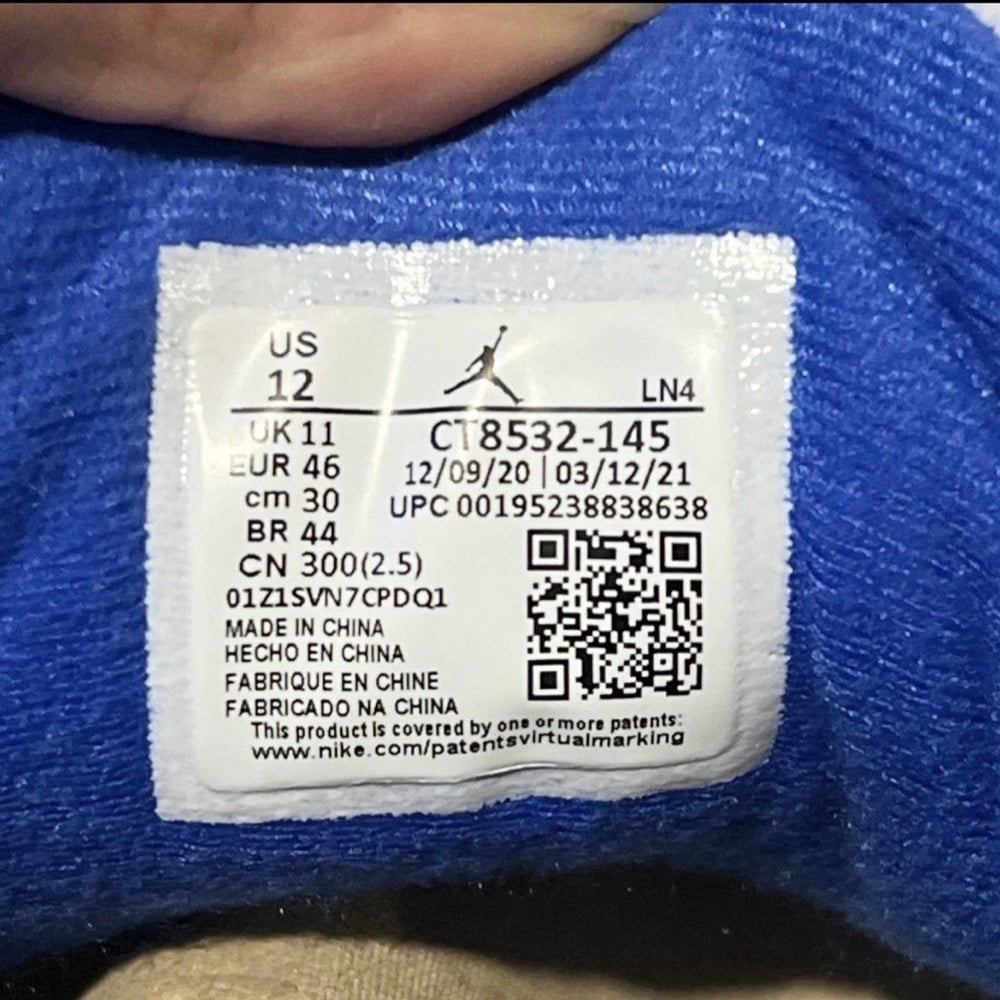 US
12
LN4
UK 11
CT8532-145
EUR 46
12/09/20 | 03/12/21
cm 30
UPC 00195238838638
BR 44
CN 300(2.5)
01Z1SVN7CPDQ1
MADE IN CHINA
HECHO EN CHINA
FABRIQUE EN CHINE
FABRICADO NA CHINA
This product is covered by one or more patents:
www.nike.com/patentsvirtualmarking